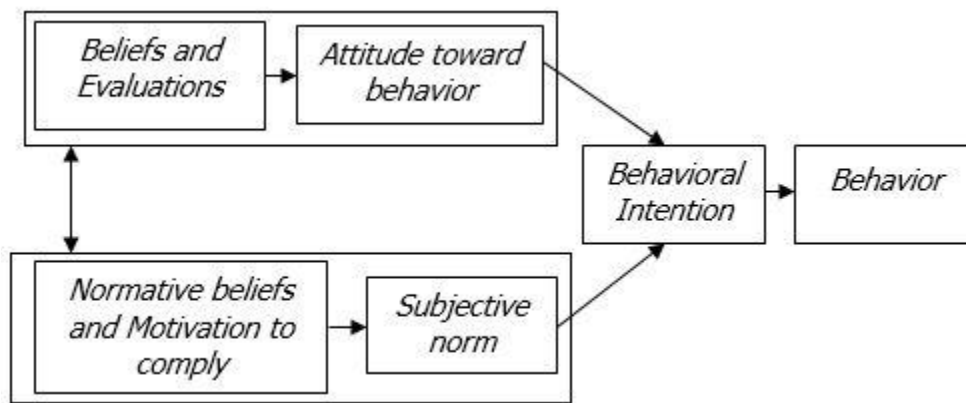 Beliefs and
Evaluations
Attitude toward
behavior
Behavioral
Intention
Behavior
Normative beliefs
and Motivation to
comply
Subjective
norm